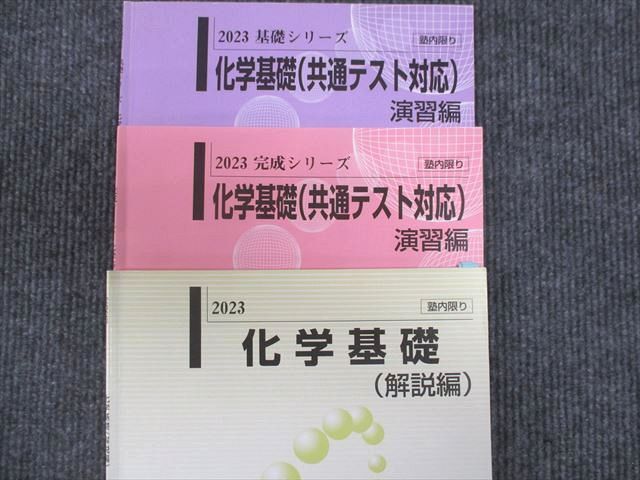 2023 基礎シリーズ
塾内限り
化学基礎(共通テスト対応)
演習編
2023 完成シリーズ
塾内限り
化学基礎(共通テスト対応)
演習編
2023
塾内限り
化学基礎
(解説編)